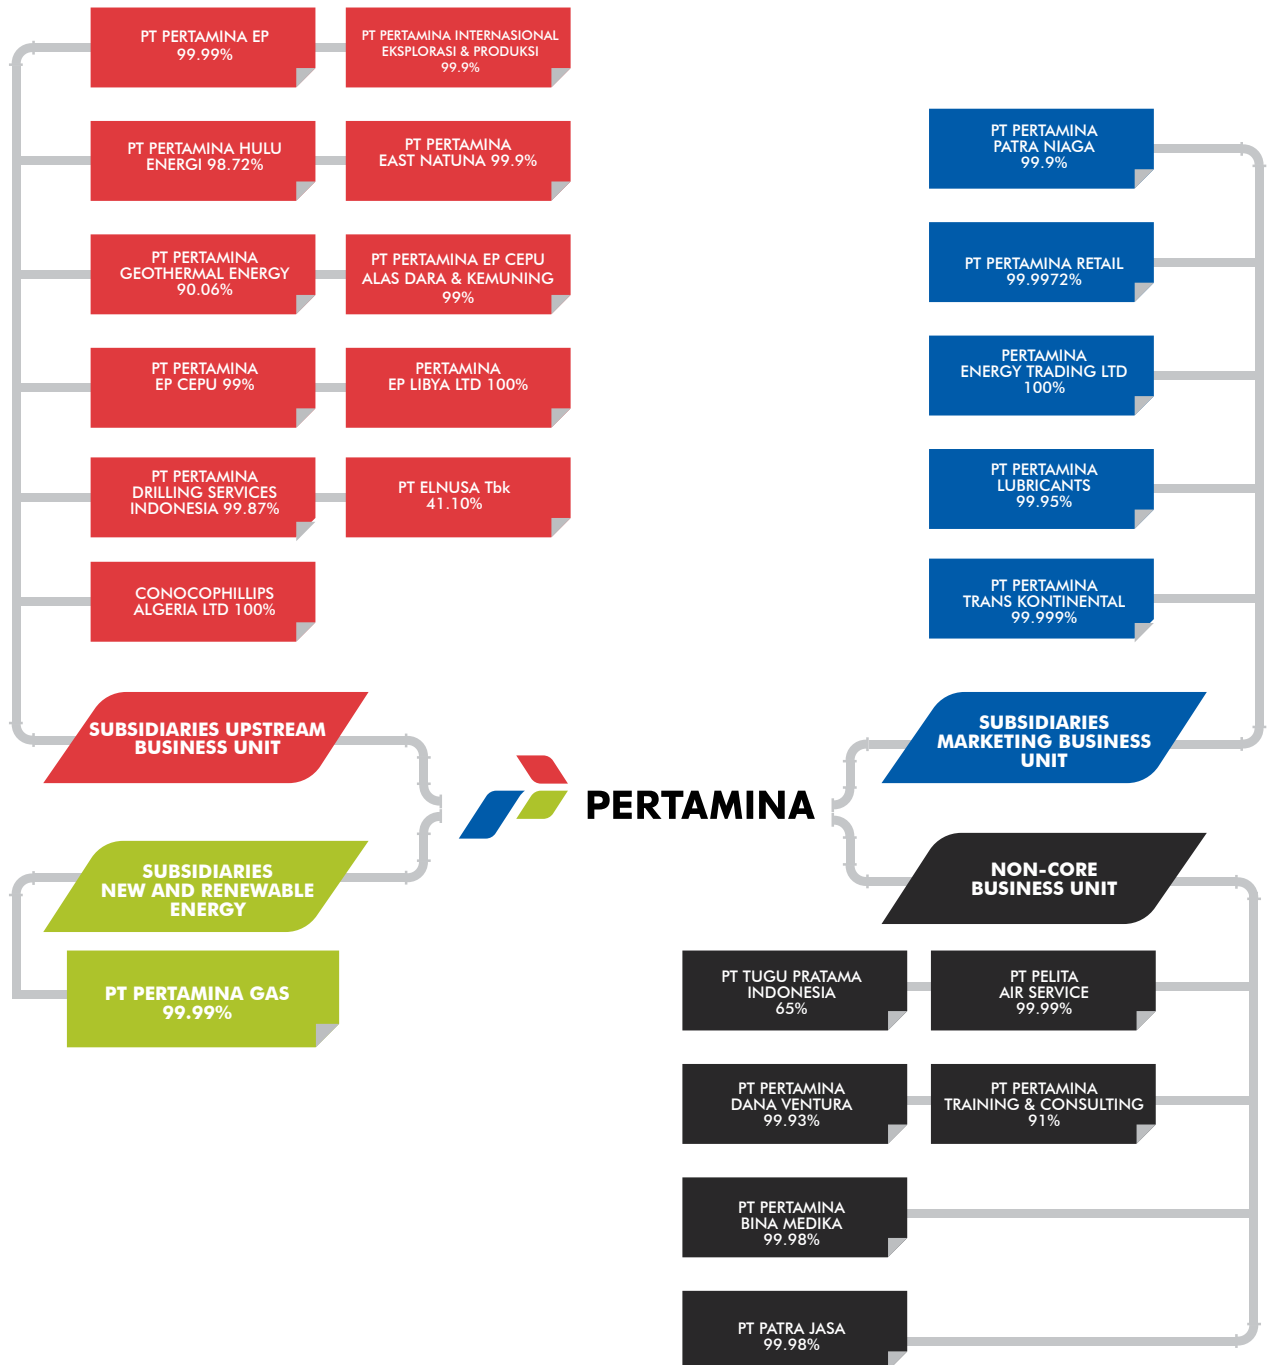 PT PERTAMINA EP
99.99%
PT PERTAMINA INTERNASIONAL
EKSPLORASI & PRODUKSI
99.9%
PT PERTAMINA HULU
ENERGI 98.72%
PT PERTAMINA
EAST NATUNA 99.9%
PT PERTAMINA
GEOTHERMAL ENERGY
90.06%
PT PERTAMINA EP CEPU
ALAS DARA & KEMUNING
99%
PT PERTAMINA
EP CEPU 99%
PERTAMINA
EP LIBYA LTD 100%
PT PERTAMINA
DRILLING SERVICES
INDONESIA 99.87%
PT ELNUSA Tbk
41.10%
CONOCOPHILLIPS
ALGERIA LTD 100%
SUBSIDIARIES UPSTREAM
BUSINESS UNIT
PT PERTAMINA
PATRA NIAGA
99.9%
PT PERTAMINA RETAIL
99.9972%
PERTAMINA
ENERGY TRADING LTD
100%
PT PERTAMINA
LUBRICANTS
99.95%
PT PERTAMINA
TRANS KONTINENTAL
99.999%
SUBSIDIARIES
MARKETING BUSINESS
UNIT
PERTAMINA
SUBSIDIARIES
NEW AND RENEWABLE
ENERGY
PT PERTAMINA GAS
99.99%
NON-CORE
BUSINESS UNIT
PT TUGU PRATAMA
INDONESIA
65%
PT PELITA
AIR SERVICE
99.99%
PT PERTAMINA
DANA VENTURA
99.93%
PT PERTAMINA
TRAINING & CONSULTING
91%
PT PERTAMINA
BINA MEDIKA
99.98%
PT PATRA JASA
99.98%